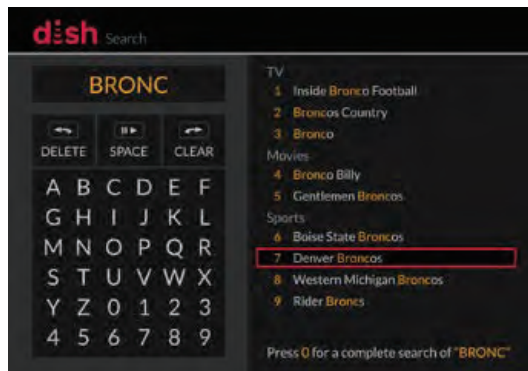 dish Search
BRONC
DELETE SPACE CLEAR
A B C D E F
G H I J K L
M N O P Q R
S T U V W X
Y Z 0 1 2 3
4 5 6 7 8 9
TV
1 Inside Bronco Football
2 Broncos Country
3 Bronco
Movies
4 Bronco Billy
5 Gentlemen Broncos
Sports
6 Boise State Broncos
7 Denver Broncos
8 Western Michigan Broncos
9 Rider Broncs
Press 0 for a complete search of "BRONC"